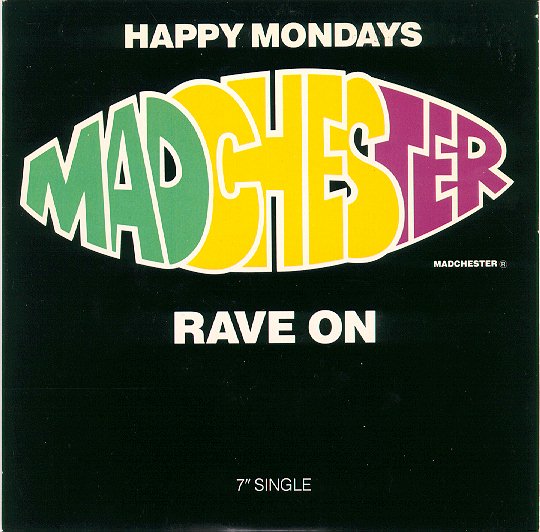 HAPPY MONDAYS
MADCHESTER
MADCHESTER ®
RAVE ON
7" SINGLE